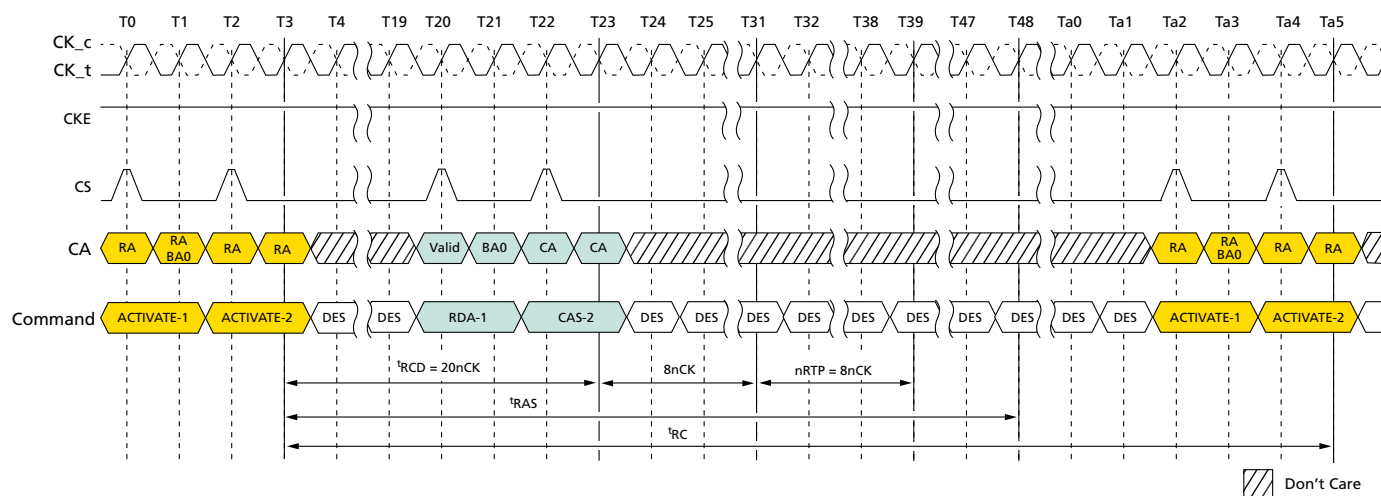 T0 T1 T2 T3 T4 T19 T20 T21 T22 T23 T24 T25 T31 T32 T38 T39 T47 T48 Ta0 Ta1 Ta2 Ta3 Ta4 Ta5
CK_c
CK_t
CKE
CS
CA RA RA BA0 RA RA Valid BA0 CA CA RA RA BA0 RA RA
Command ACTIVATE-1 ACTIVATE-2 DES DES RDA-1 CAS-2 DES DES DES DES DES DES DES DES DES DES ACTIVATE-1 ACTIVATE-2
tRCD = 20nCK 8nCK nRTP = 8nCK
tRAS
tRC
Don't Care